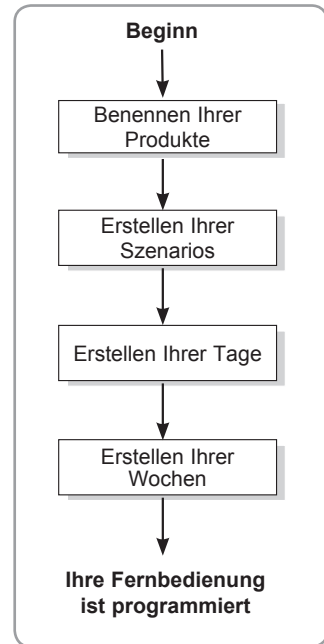 Beginn
Benennen Ihrer
Produkte
Erstellen Ihrer
Szenarios
Erstellen Ihrer Tage
Erstellen Ihrer
Wochen
Ihre Fernbedienung
ist programmiert